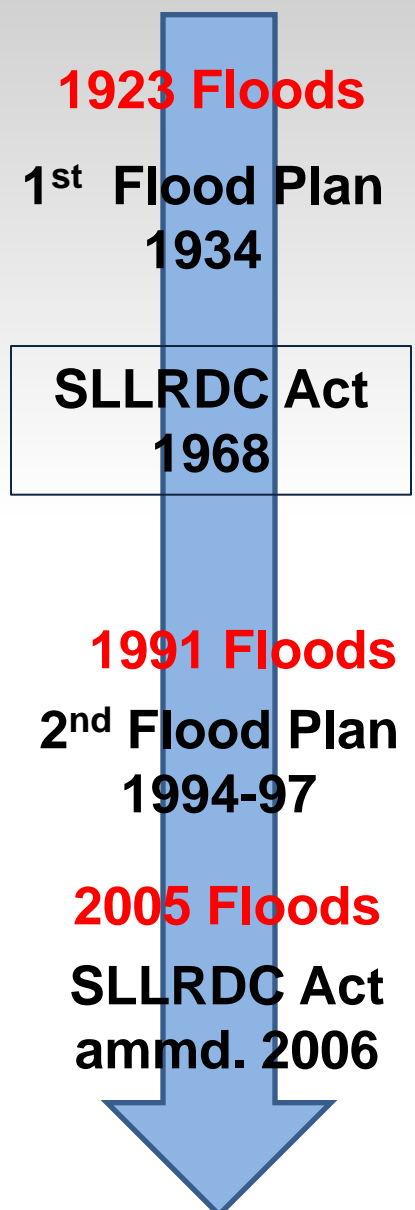 1923 Floods
1st Flood Plan
1934
SLLRDC Act
1968
1991 Floods
2nd Flood Plan
1994-97
2005 Floods
SLLRDC Act
ammd. 2006